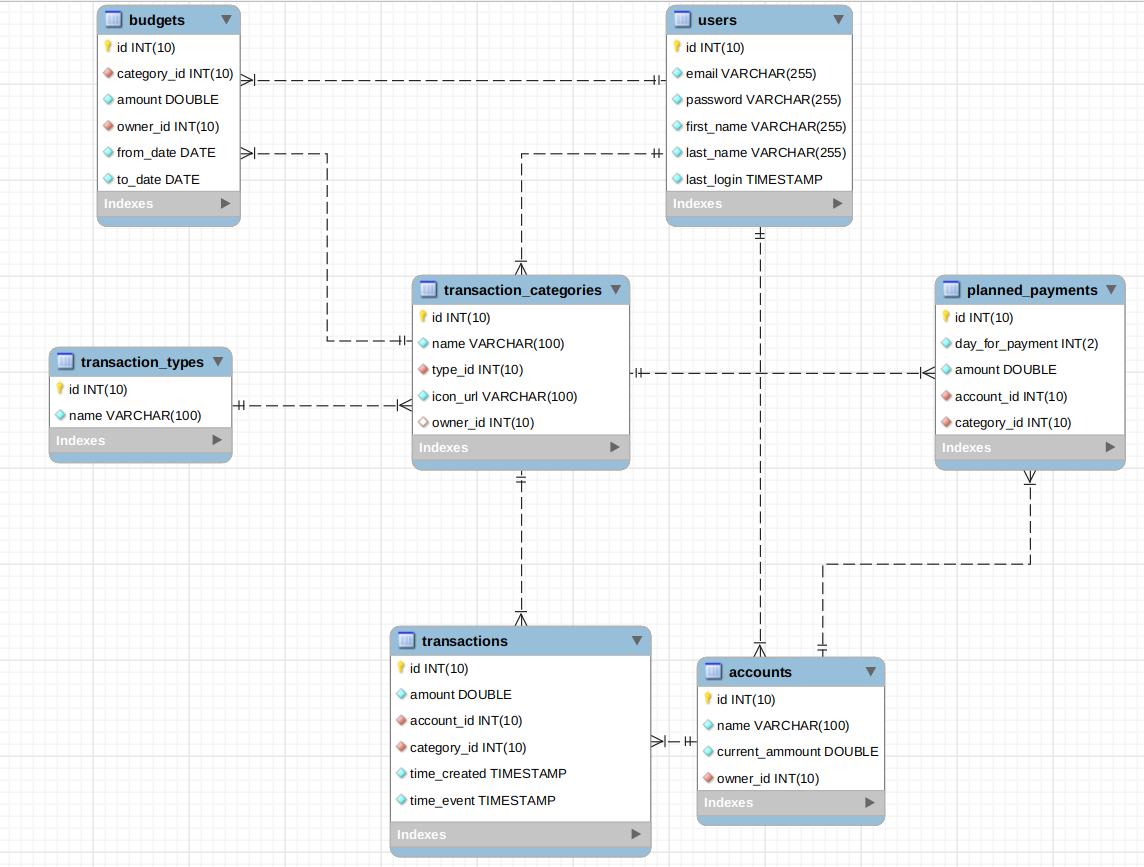 budgets
id INT(10)
category_id INT(10)
amount DOUBLE
owner_id INT(10)
from_date DATE
to_date DATE
Indexes
users
id INT(10)
email VARCHAR(255)
password VARCHAR(255)
first_name VARCHAR(255)
last_name VARCHAR(255)
last_login TIMESTAMP
Indexes
transaction_categories
id INT(10)
name VARCHAR(100)
type_id INT(10)
icon_url VARCHAR(100)
owner_id INT(10)
Indexes
planned_payments
id INT(10)
day_for_payment INT(2)
amount DOUBLE
account_id INT(10)
category_id INT(10)
Indexes
transaction_types
id INT(10)
name VARCHAR(100)
Indexes
transactions
id INT(10)
amount DOUBLE
account_id INT(10)
category_id INT(10)
time_created TIMESTAMP
time_event TIMESTAMP
Indexes
accounts
id INT(10)
name VARCHAR(100)
current_ammount DOUBLE
owner_id INT(10)
Indexes